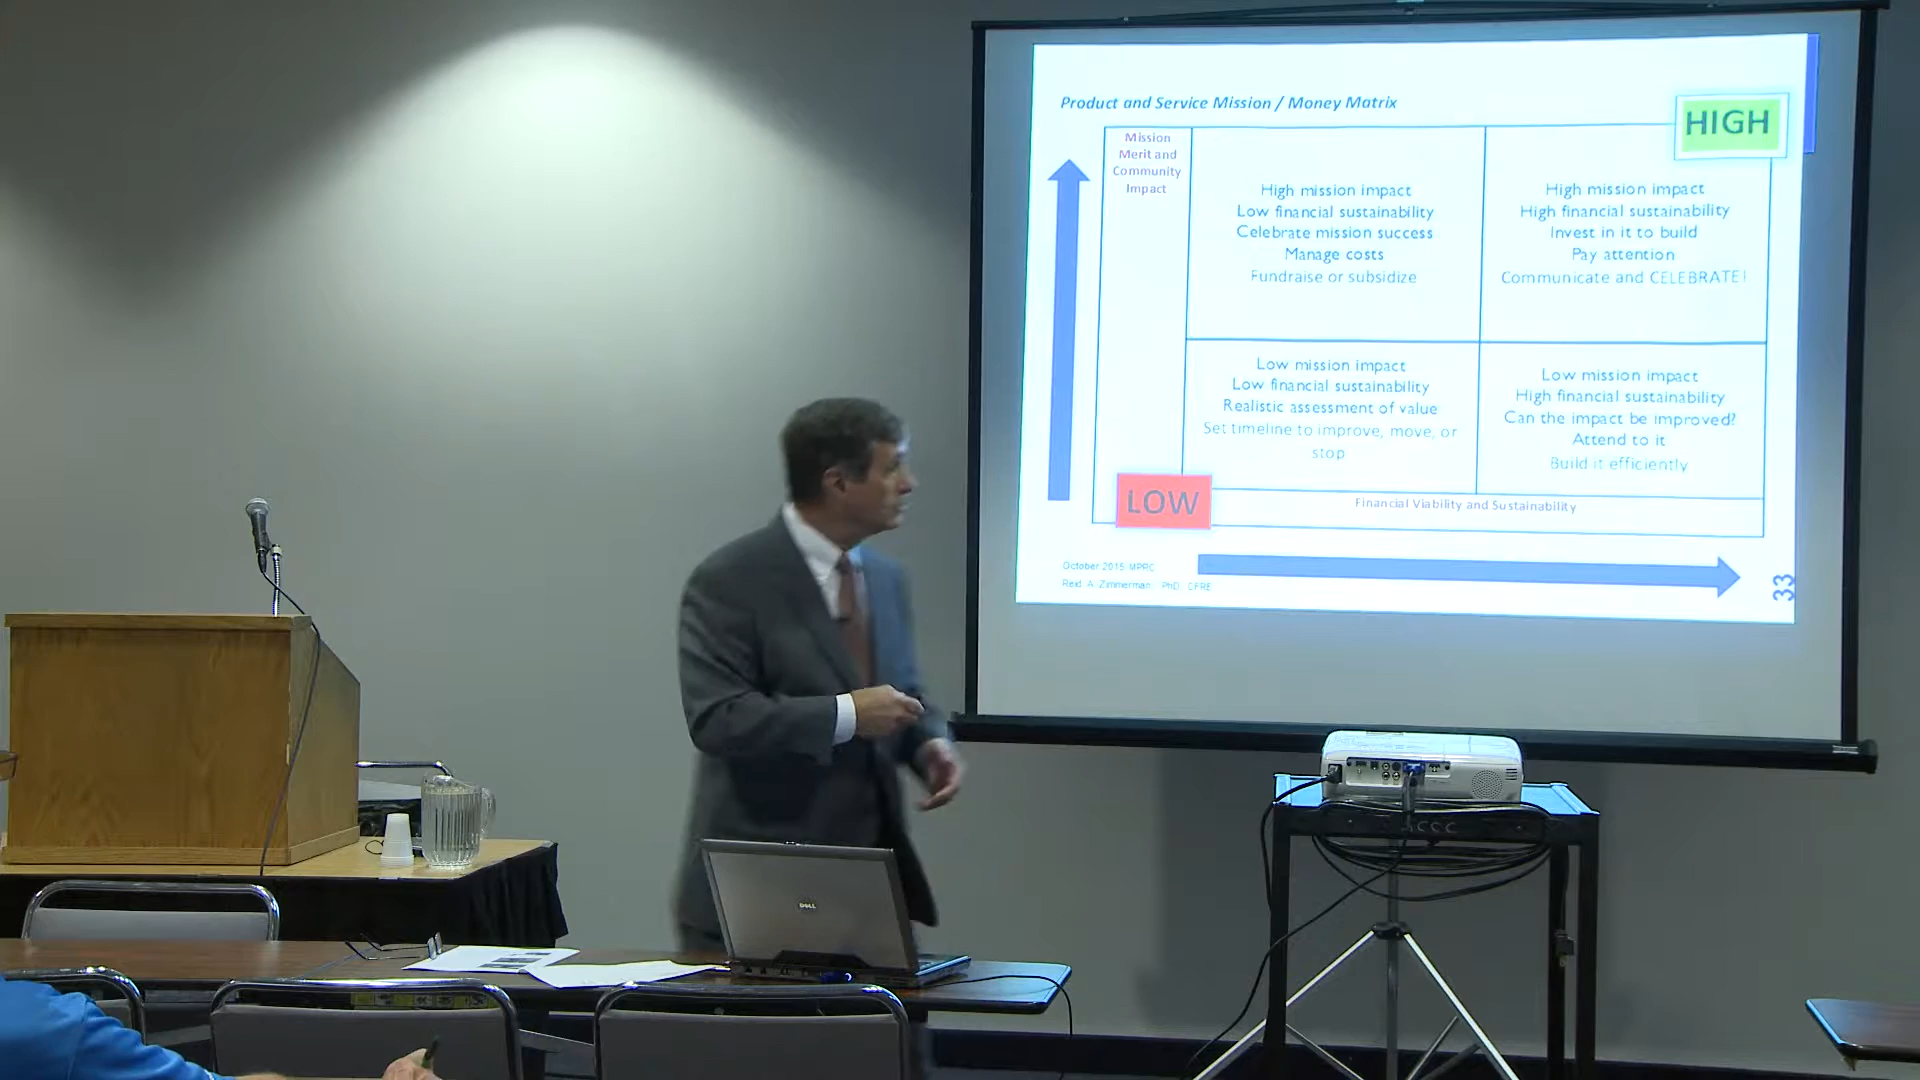 Product and Service Mission / Money Matrix
HIGH
Mission
Merit and
Community
Impact
High mission impact
Low financial sustainability
Celebrate mission success
Manage costs
Fundraise or subsidize
High mission impact
High financial sustainability
Invest in it to build
Pay attention
Communicate and CELEBRATE!
Low mission impact
Low financial sustainability
Realistic assessment of value
Set timeline to improve, move, or
stop
Low mission impact
High financial sustainability
Can the impact be improved?
Attend to it
Build it efficiently
LOW
Financial Viability and Sustainability
October 2015 MPRC
Reid A. Zimmerman, PhD, CFRE
33
DELL